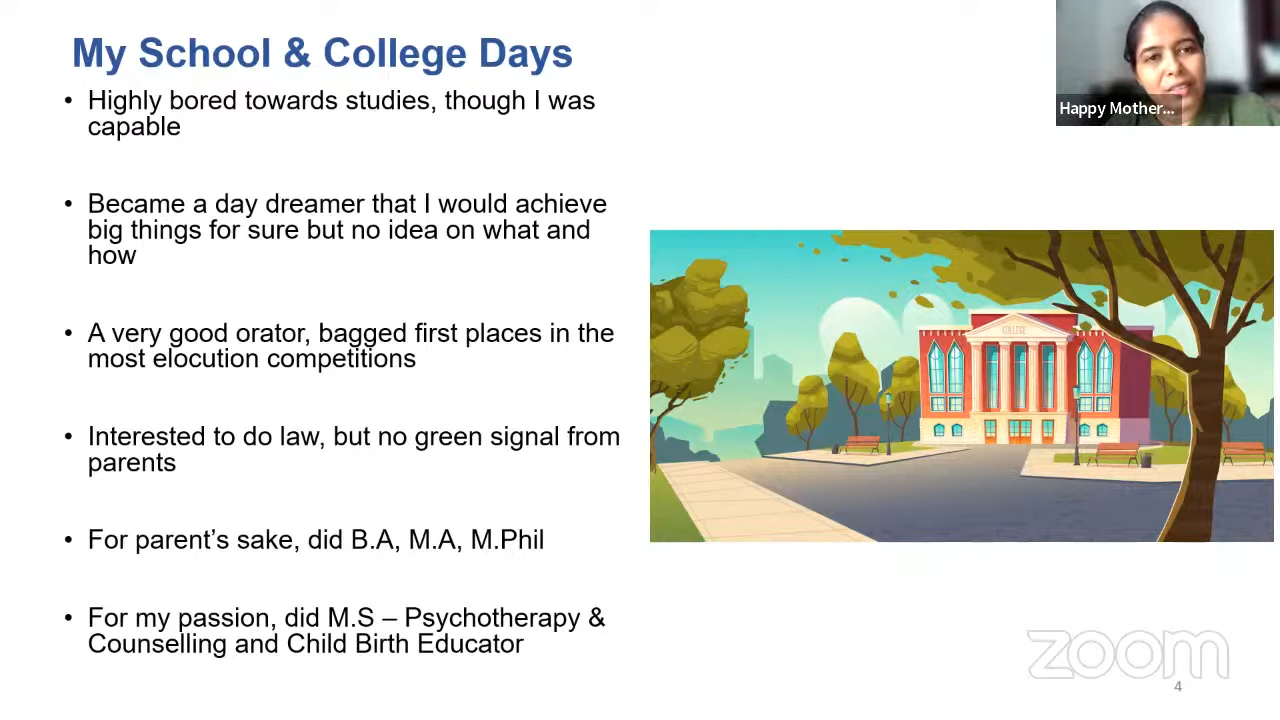 My School & College Days
• Highly bored towards studies, though I was
capable
• Became a day dreamer that I would achieve
big things for sure but no idea on what and
how
• A very good orator, bagged first places in the
most elocution competitions
• Interested to do law, but no green signal from
parents
• For parent’s sake, did B.A, M.A, M.Phil
• For my passion, did M.S – Psychotherapy &
Counselling and Child Birth Educator
Happy Mother...
COLLEGE
zoom
4